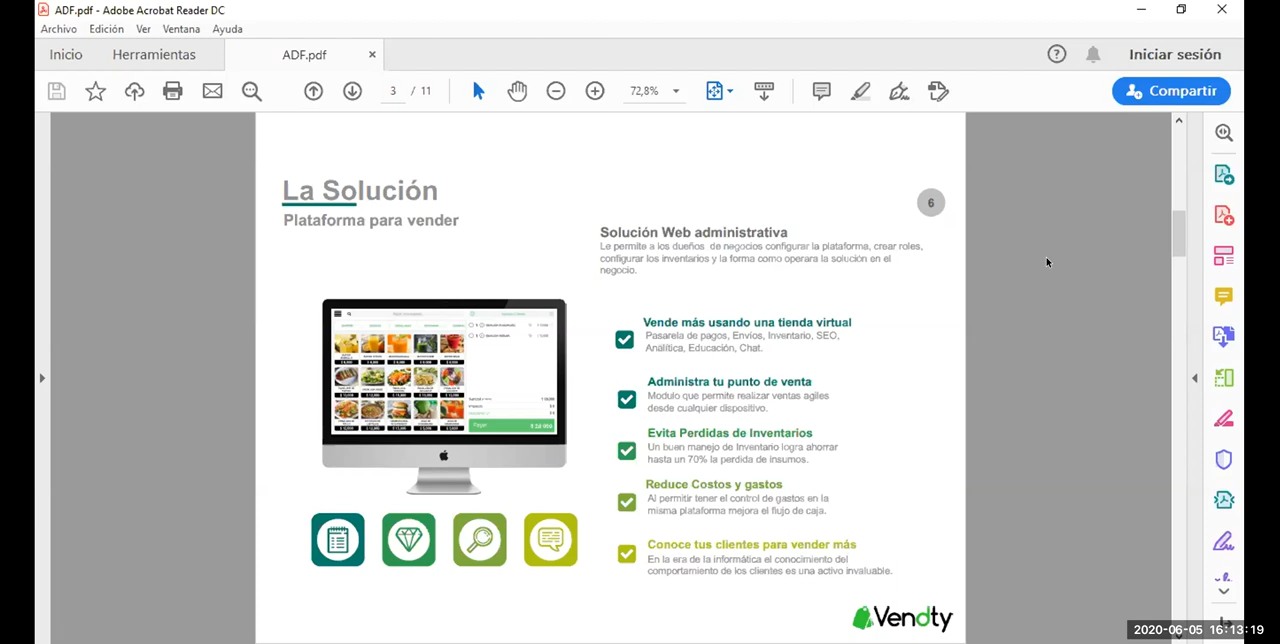 ADF.pdf - Adobe Acrobat Reader DC
Archivo Edición Ver Ventana Ayuda
Inicio Herramientas ADF.pdf × Iniciar sesión
3 / 11 72,8% Compartir
La Solución
Plataforma para vender
6
Solución Web administrativa
Le permite a los dueños de negocios configurar la plataforma, crear roles,
configurar los inventarios y la forma como operara la solución en el
negocio.
Vende más usando una tienda virtual
Pasarela de pagos, Envios, Inventario, SEO,
Análitica, Educación, Chat.
Administra tu punto de venta
Modulo que permite realizar ventas agiles
desde cualquier dispositivo.
Evita Perdidas de Inventarios
Un buen manejo de Inventario logra ahorrar
hasta un 70% la perdida de insumos.
Reduce Costos y gastos
Al permitir tener el control de gastos en la
misma plataforma mejora el flujo de caja.
Conoce tus clientes para vender más
En la era de la informática el conocimiento del
comportamiento de los clientes es una activo invaluable.
Pagar
Vendty
2020-06-05 16:13:19